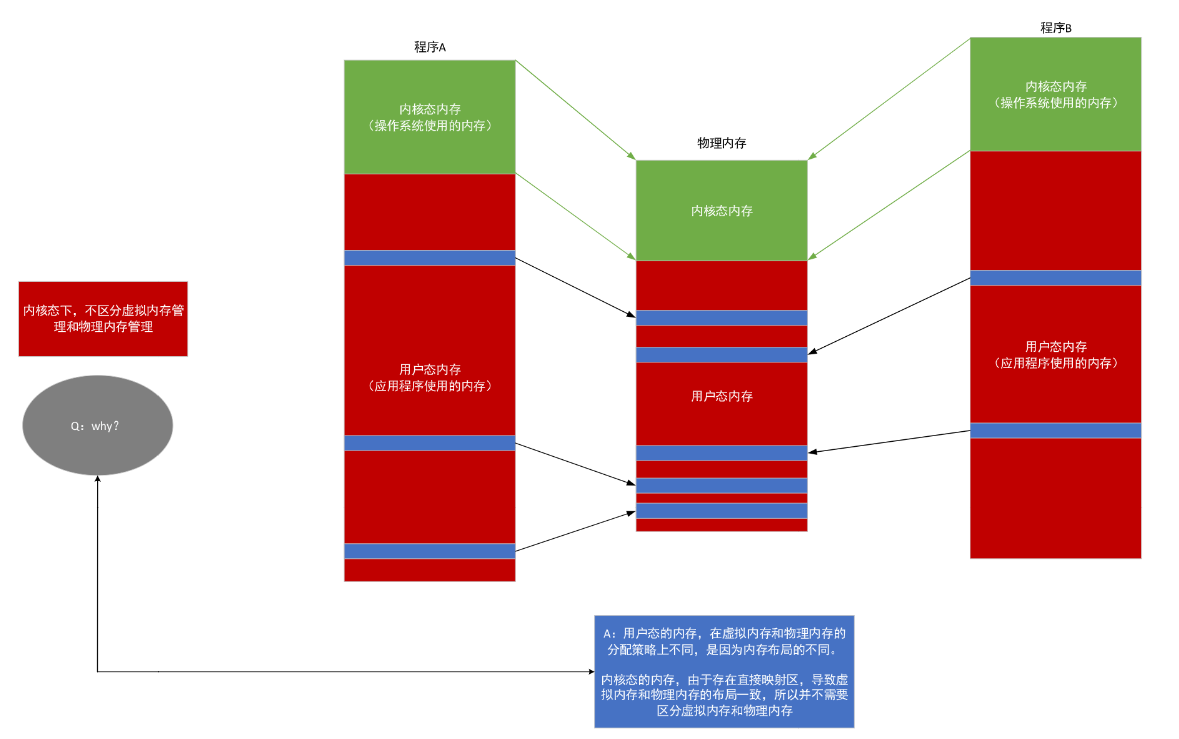 程序A
程序B
内核态内存
（操作系统使用的内存）
内核态内存
（操作系统使用的内存）
物理内存
内核态内存
内核态下，不区分虚拟内存管
理和物理内存管理
用户态内存
（应用程序使用的内存）
用户态内存
用户态内存
（应用程序使用的内存）
Q：why？
A：用户态的内存，在虚拟内存和物理内存的
分配策略上不同，是因为内存布局的不同。
内核态的内存，由于存在直接映射区，导致虚
拟内存和物理内存的布局一致，所以并不需要
区分虚拟内存和物理内存